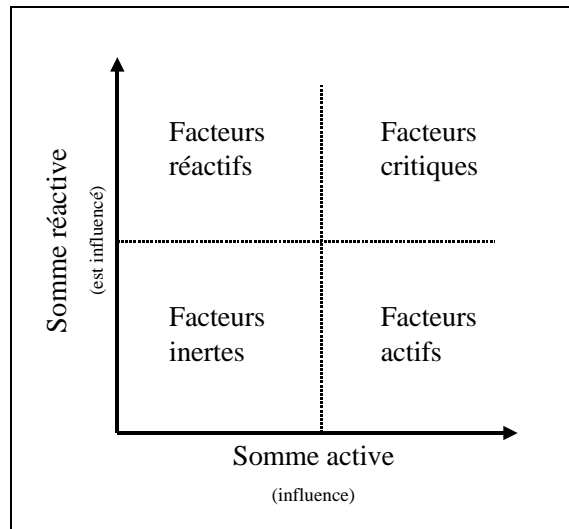 Somme réactive
(est influencé)
Facteurs
réactifs
Facteurs
critiques
Facteurs
inertes
Facteurs
actifs
Somme active
(influence)